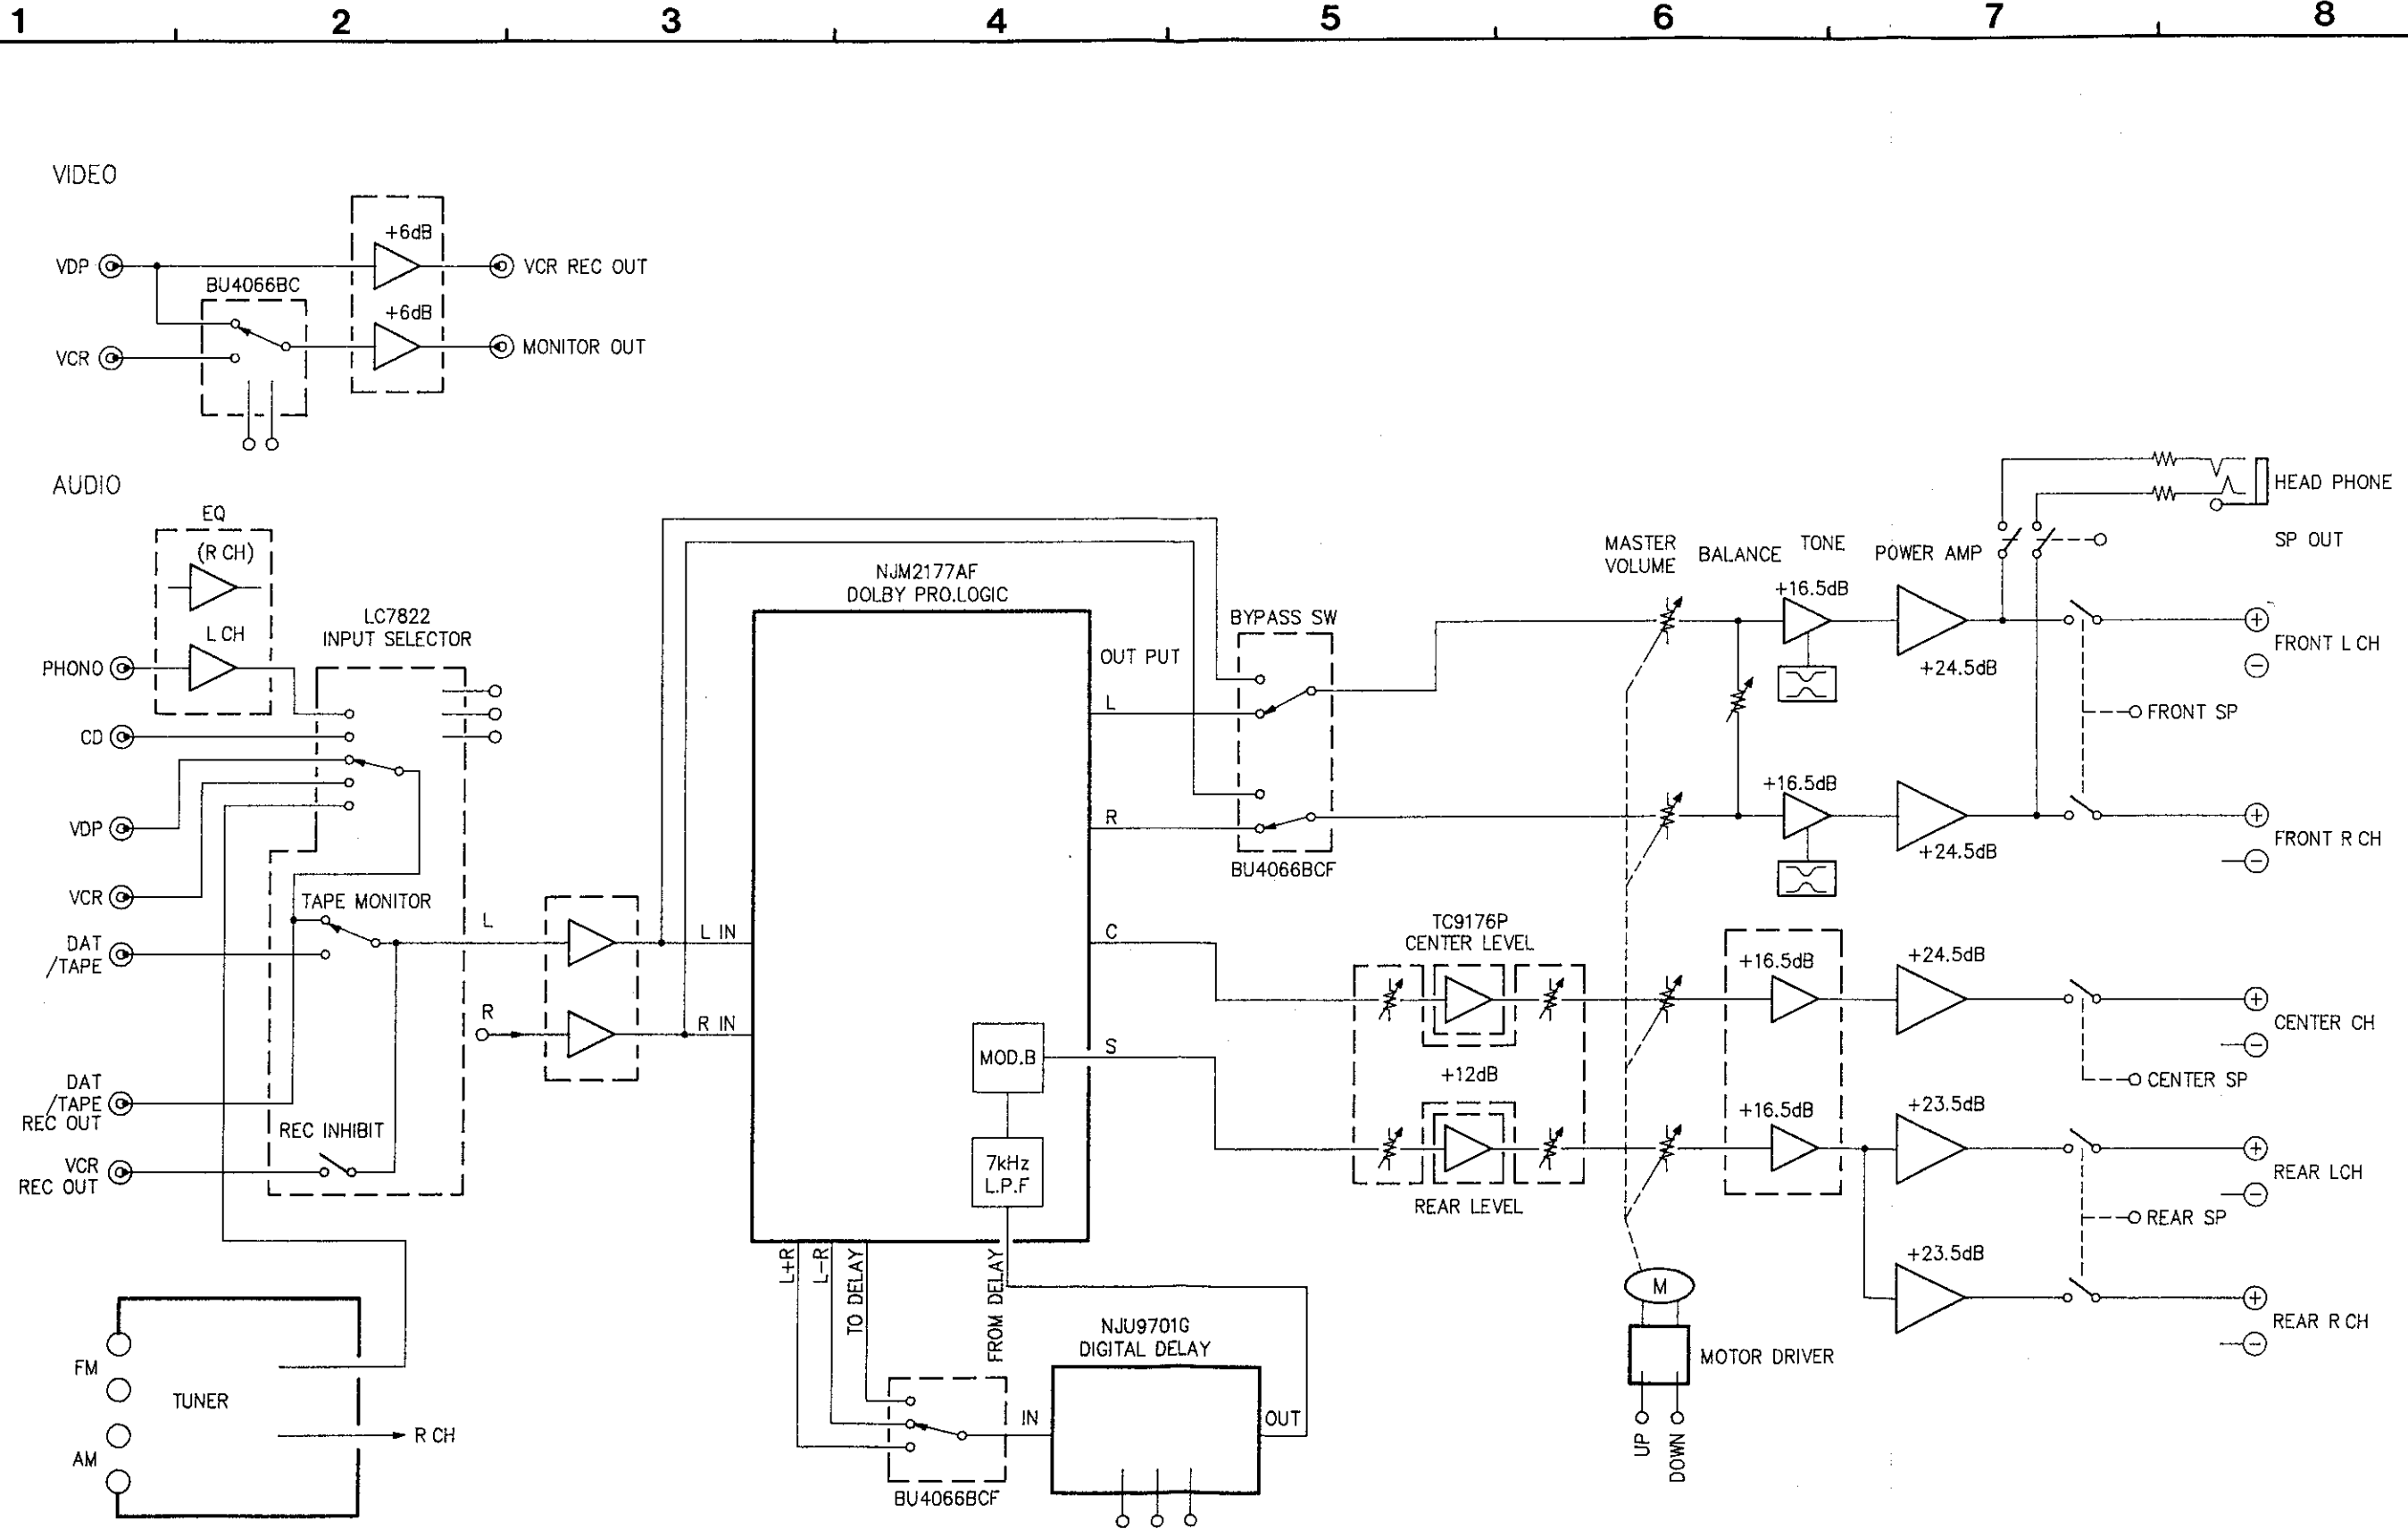 1 2 3 4 5 6 7 8
VIDEO
+6dB
VDP
VCR REC OUT
BU4066BC
+6dB
VCR
MONITOR OUT
AUDIO
EQ
(R CH)
L CH
PHONO
LC7822
INPUT SELECTOR
CD
VDP
VCR
TAPE MONITOR
DAT
/TAPE
DAT
/TAPE
REC OUT
REC INHIBIT
VCR
REC OUT
L
R
FM
TUNER
AM
R CH
NJM2177AF
DOLBY PRO.LOGIC
L IN
R IN
OUT PUT
L
R
C
S
MOD.B
7kHz
L.P.F
L+R
L-R
TO DELAY
FROM DELAY
BU4066BCF
NJU9701G
DIGITAL DELAY
IN
OUT
BYPASS SW
BU4066BCF
TC9176P
CENTER LEVEL
+12dB
REAR LEVEL
MASTER
VOLUME
BALANCE
TONE
POWER AMP
+16.5dB
+24.5dB
+16.5dB
+24.5dB
+16.5dB
+24.5dB
+16.5dB
+23.5dB
+23.5dB
M
MOTOR DRIVER
UP
DOWN
HEAD PHONE
SP OUT
+
FRONT L CH
−
FRONT SP
+
FRONT R CH
−
+
CENTER CH
−
CENTER SP
+
REAR LCH
−
REAR SP
+
REAR R CH
−